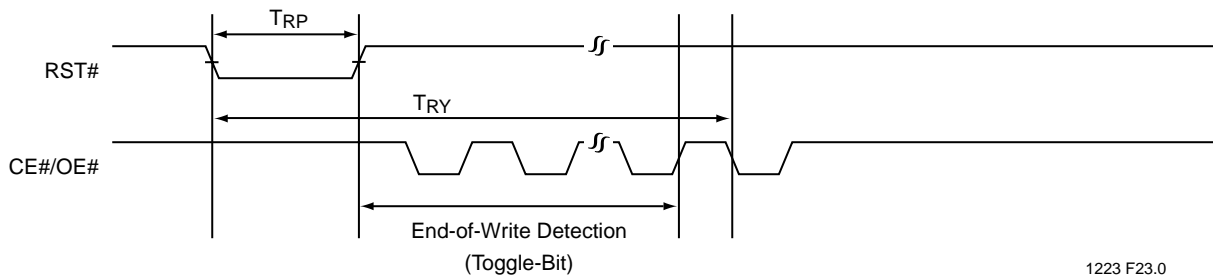 TRP
RST#
TRY
CE#/OE#
End-of-Write Detection
(Toggle-Bit)
1223 F23.0